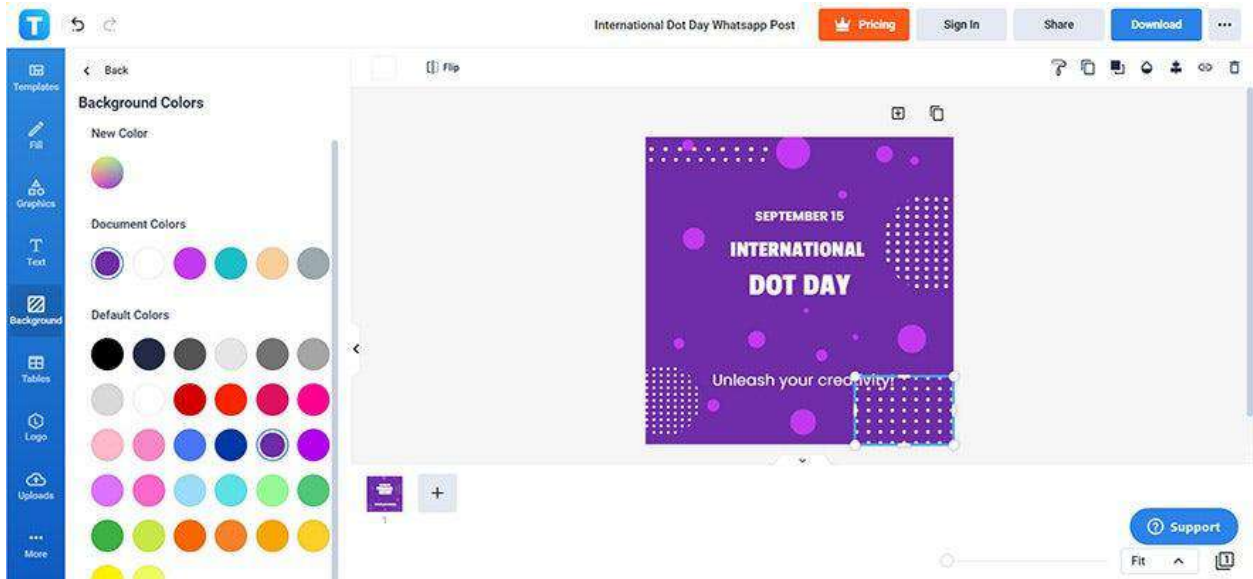 T
International Dot Day Whatsapp Post
Pricing
Sign In
Share
Download
Templates
Fill
Graphics
Text
Background
Tables
Logo
Uploads
More
Back
Background Colors
New Color
Document Colors
Default Colors
Flip
SEPTEMBER 15
INTERNATIONAL
DOT DAY
Unleash your creativity!
1
Support
Fit
1